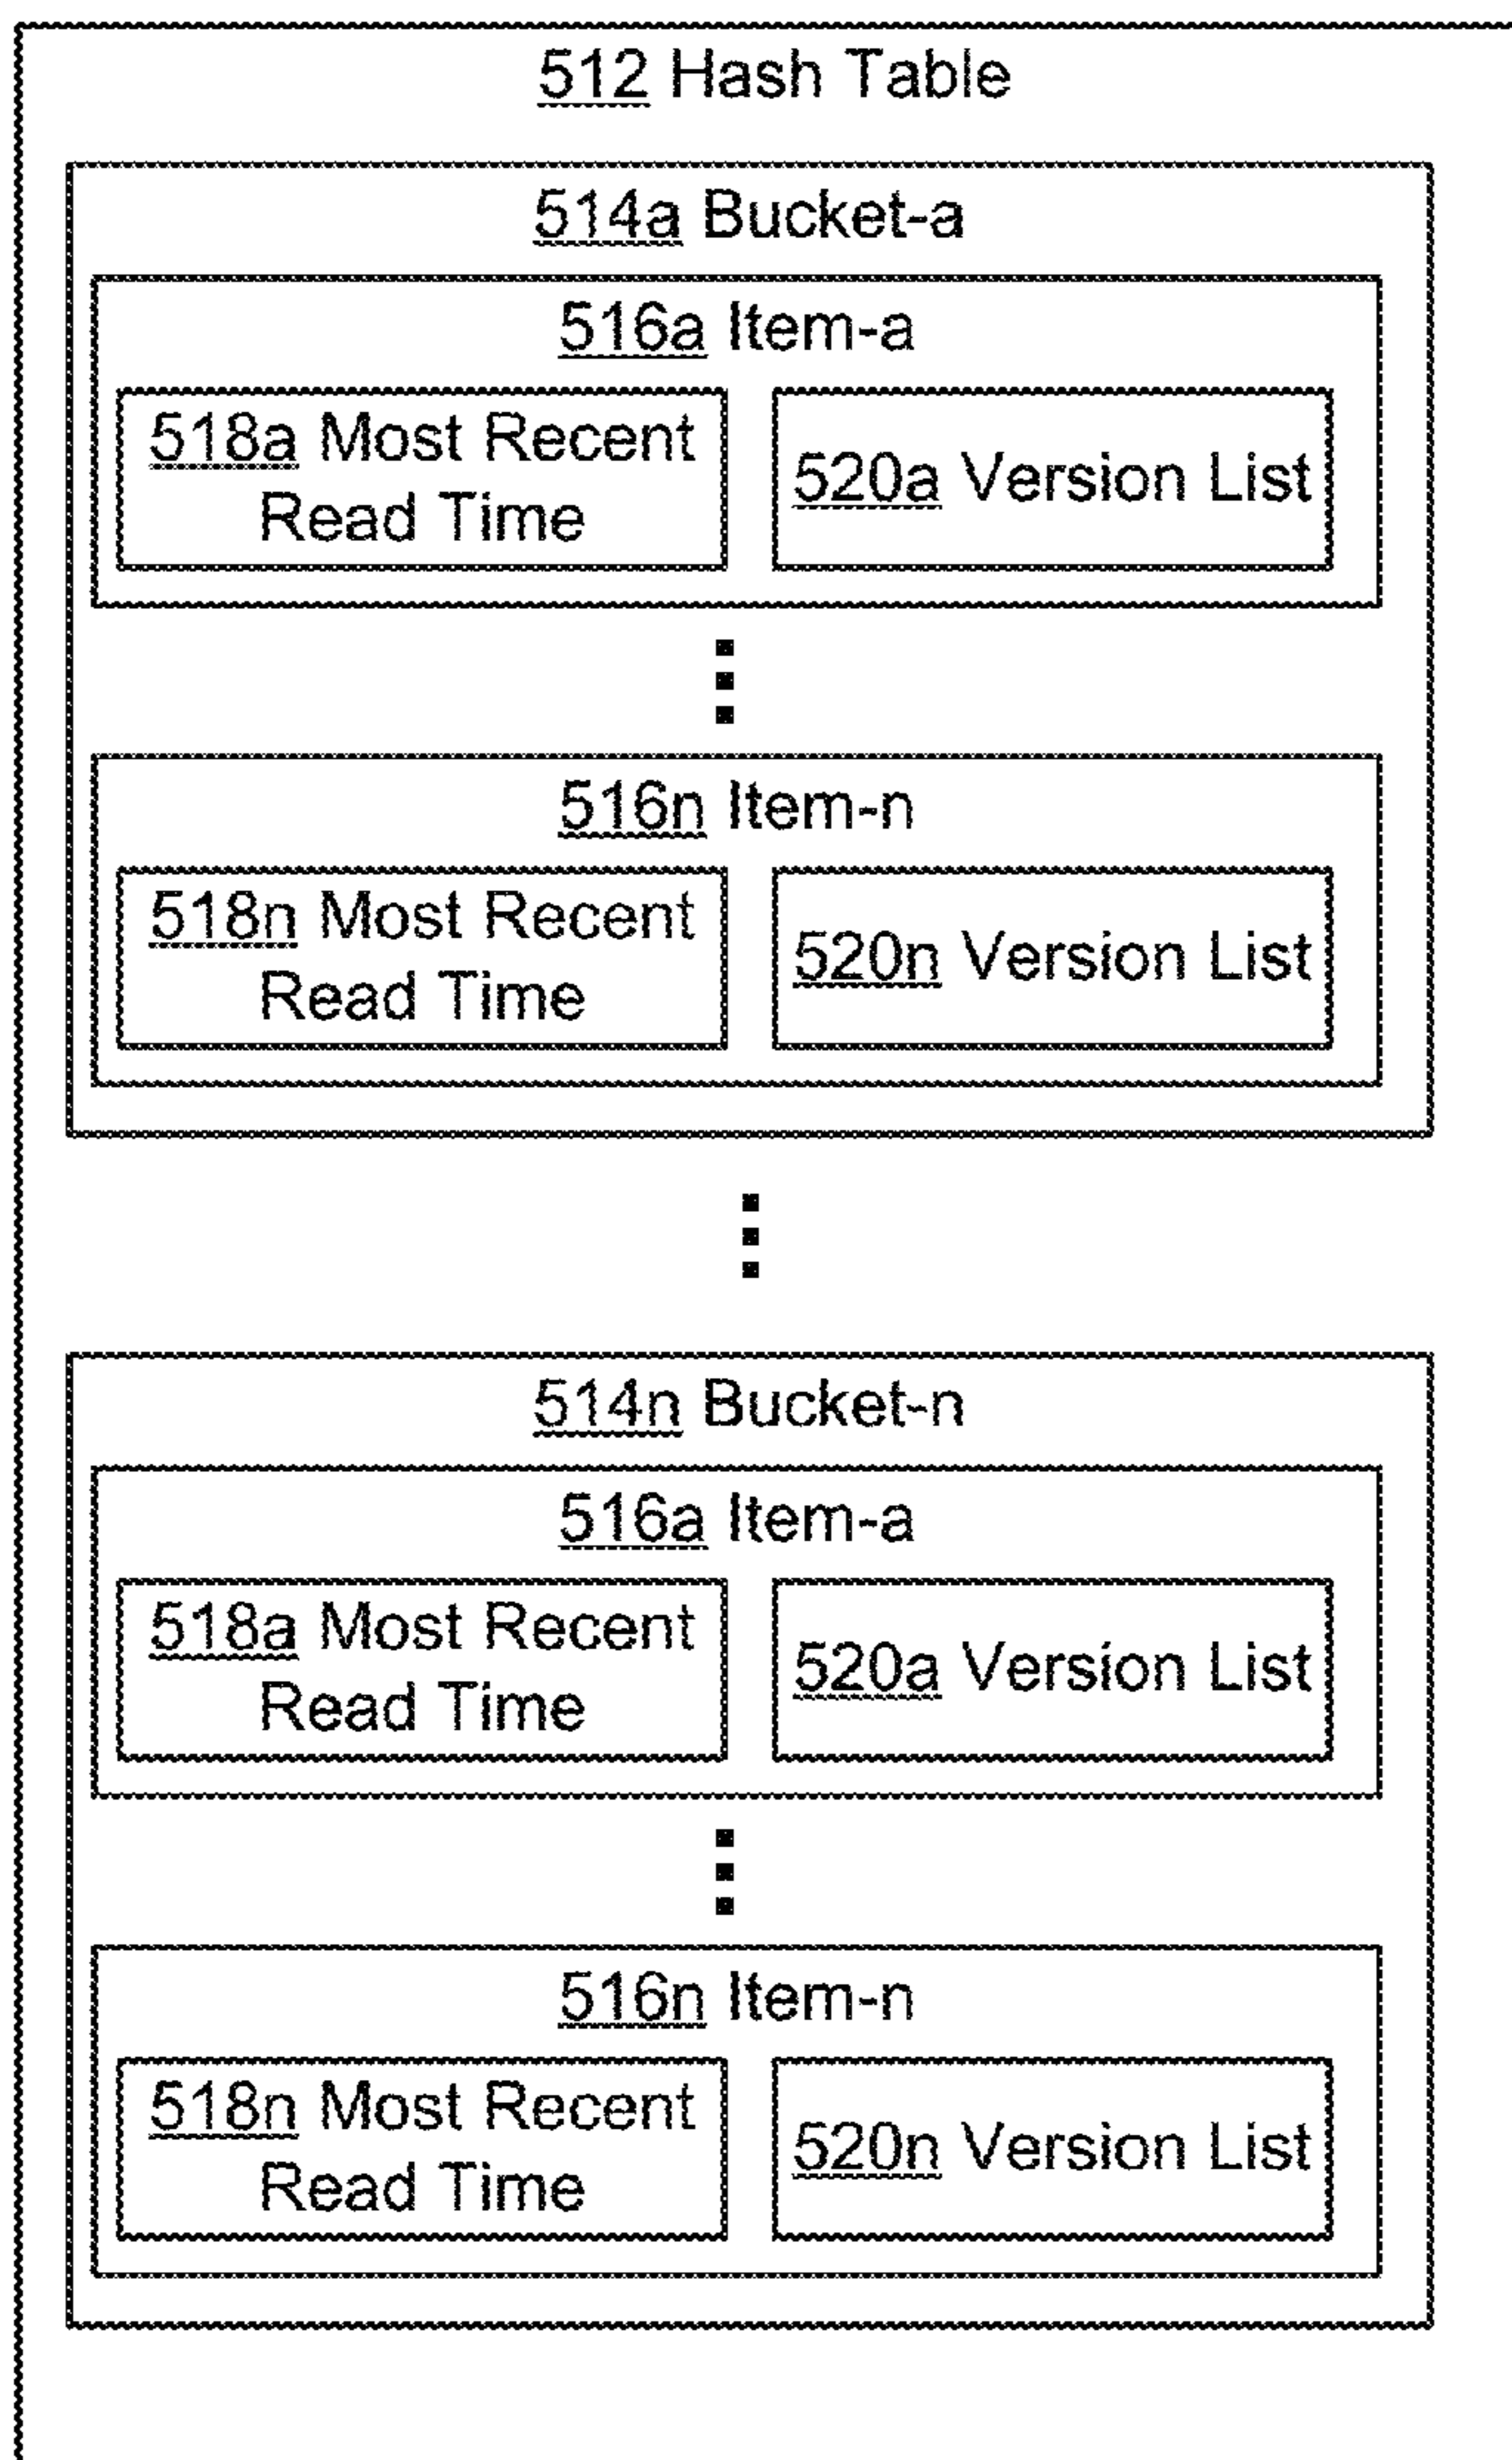 512 Hash Table
514a Bucket-a
516a Item-a
518a Most Recent
Read Time
520a Version List
516n Item-n
518n Most Recent
Read Time
520n Version List
514n Bucket-n
516a Item-a
518a Most Recent
Read Time
520a Version List
516n Item-n
518n Most Recent
Read Time
520n Version List